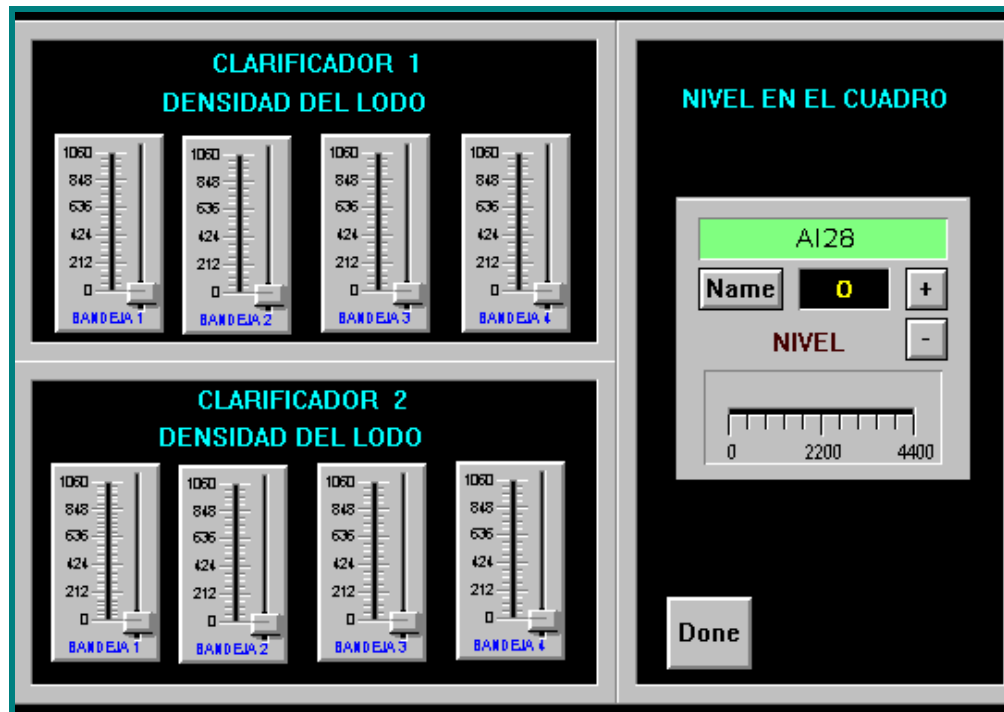 CLARIFICADOR 1
DENSIDAD DEL LODO
1060
848
636
424
212
0
BANDEJA 1
1060
848
636
424
212
0
BANDEJA 2
1060
848
636
424
212
0
BANDEJA 3
1060
848
636
424
212
0
BANDEJA 4
CLARIFICADOR 2
DENSIDAD DEL LODO
1060
848
636
424
212
0
BANDEJA 1
1060
848
636
424
212
0
BANDEJA 2
1060
848
636
424
212
0
BANDEJA 3
1060
848
636
424
212
0
BANDEJA 4
NIVEL EN EL CUADRO
AI28
Name 0 +
NIVEL -
0 2200 4400
Done